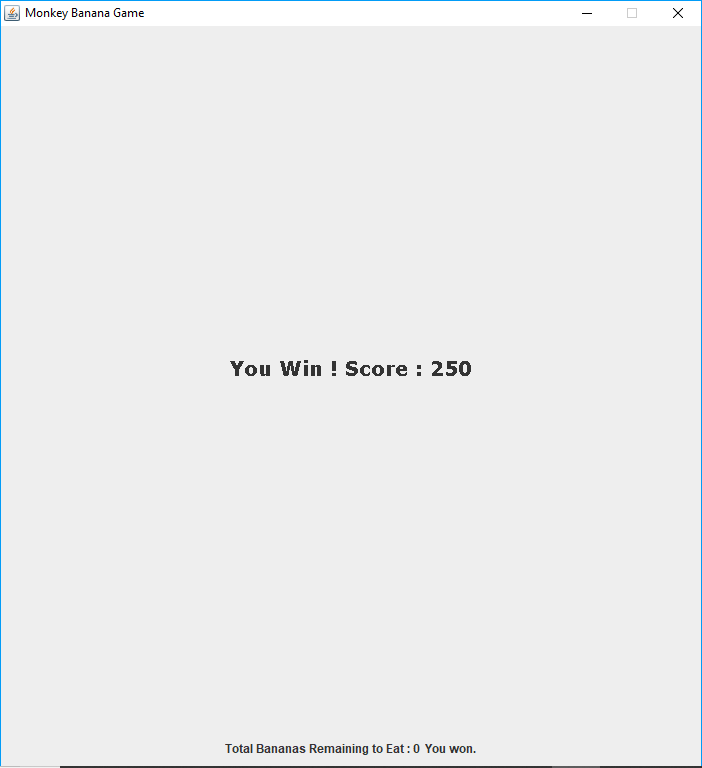 Monkey Banana Game
You Win ! Score : 250
Total Bananas Remaining to Eat : 0 You won.